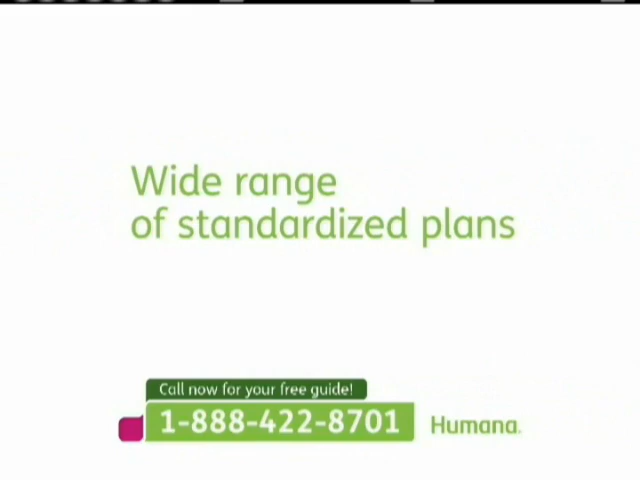 Wide range
of standardized plans
Call now for your free guide!
1-888-422-8701
Humana.